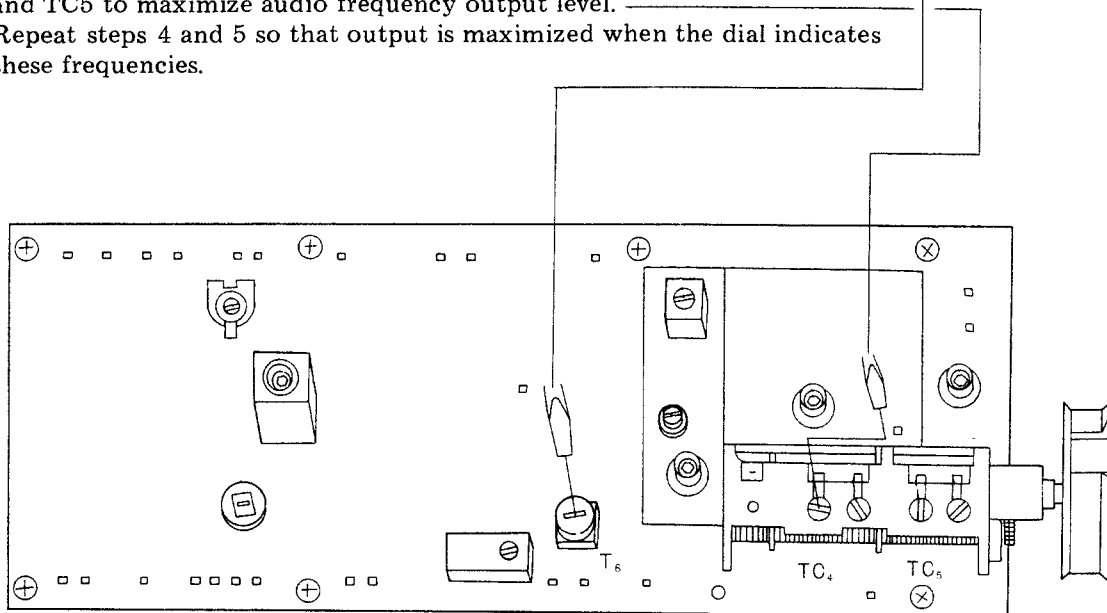 and TC5 to maximize audio frequency output level.
Repeat steps 4 and 5 so that output is maximized when the dial indicates
these frequencies.
T₆
TC₄
TC₅